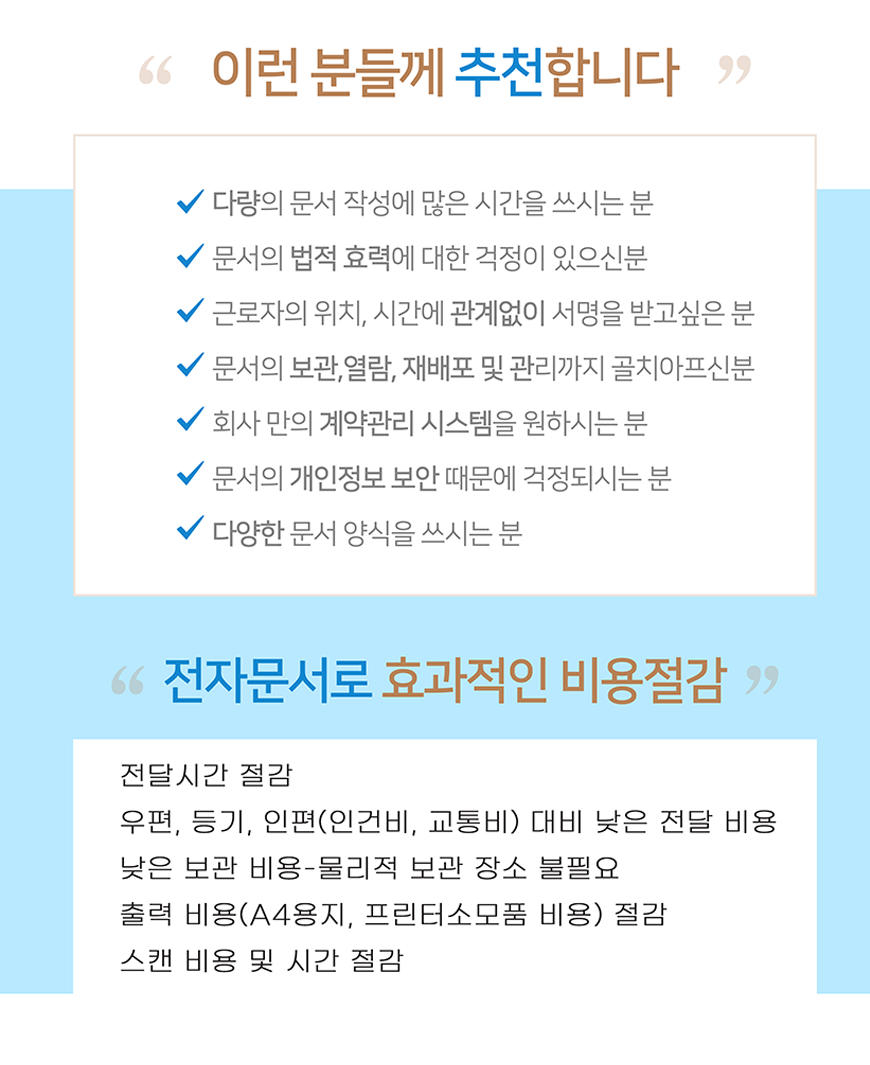 “ 이런 분들께 추천합니다 ”
다량의 문서 작성에 많은 시간을 쓰시는 분
문서의 법적 효력에 대한 걱정이 있으신분
근로자의 위치, 시간에 관계없이 서명을 받고싶은 분
문서의 보관,열람, 재배포 및 관리까지 골치아프신분
회사 만의 계약관리 시스템을 원하시는 분
문서의 개인정보 보안 때문에 걱정되시는 분
다양한 문서 양식을 쓰시는 분
“ 전자문서로 효과적인 비용절감 ”
전달시간 절감
우편, 등기, 인편(인건비, 교통비) 대비 낮은 전달 비용
낮은 보관 비용-물리적 보관 장소 불필요
출력 비용(A4용지, 프린터소모품 비용) 절감
스캔 비용 및 시간 절감